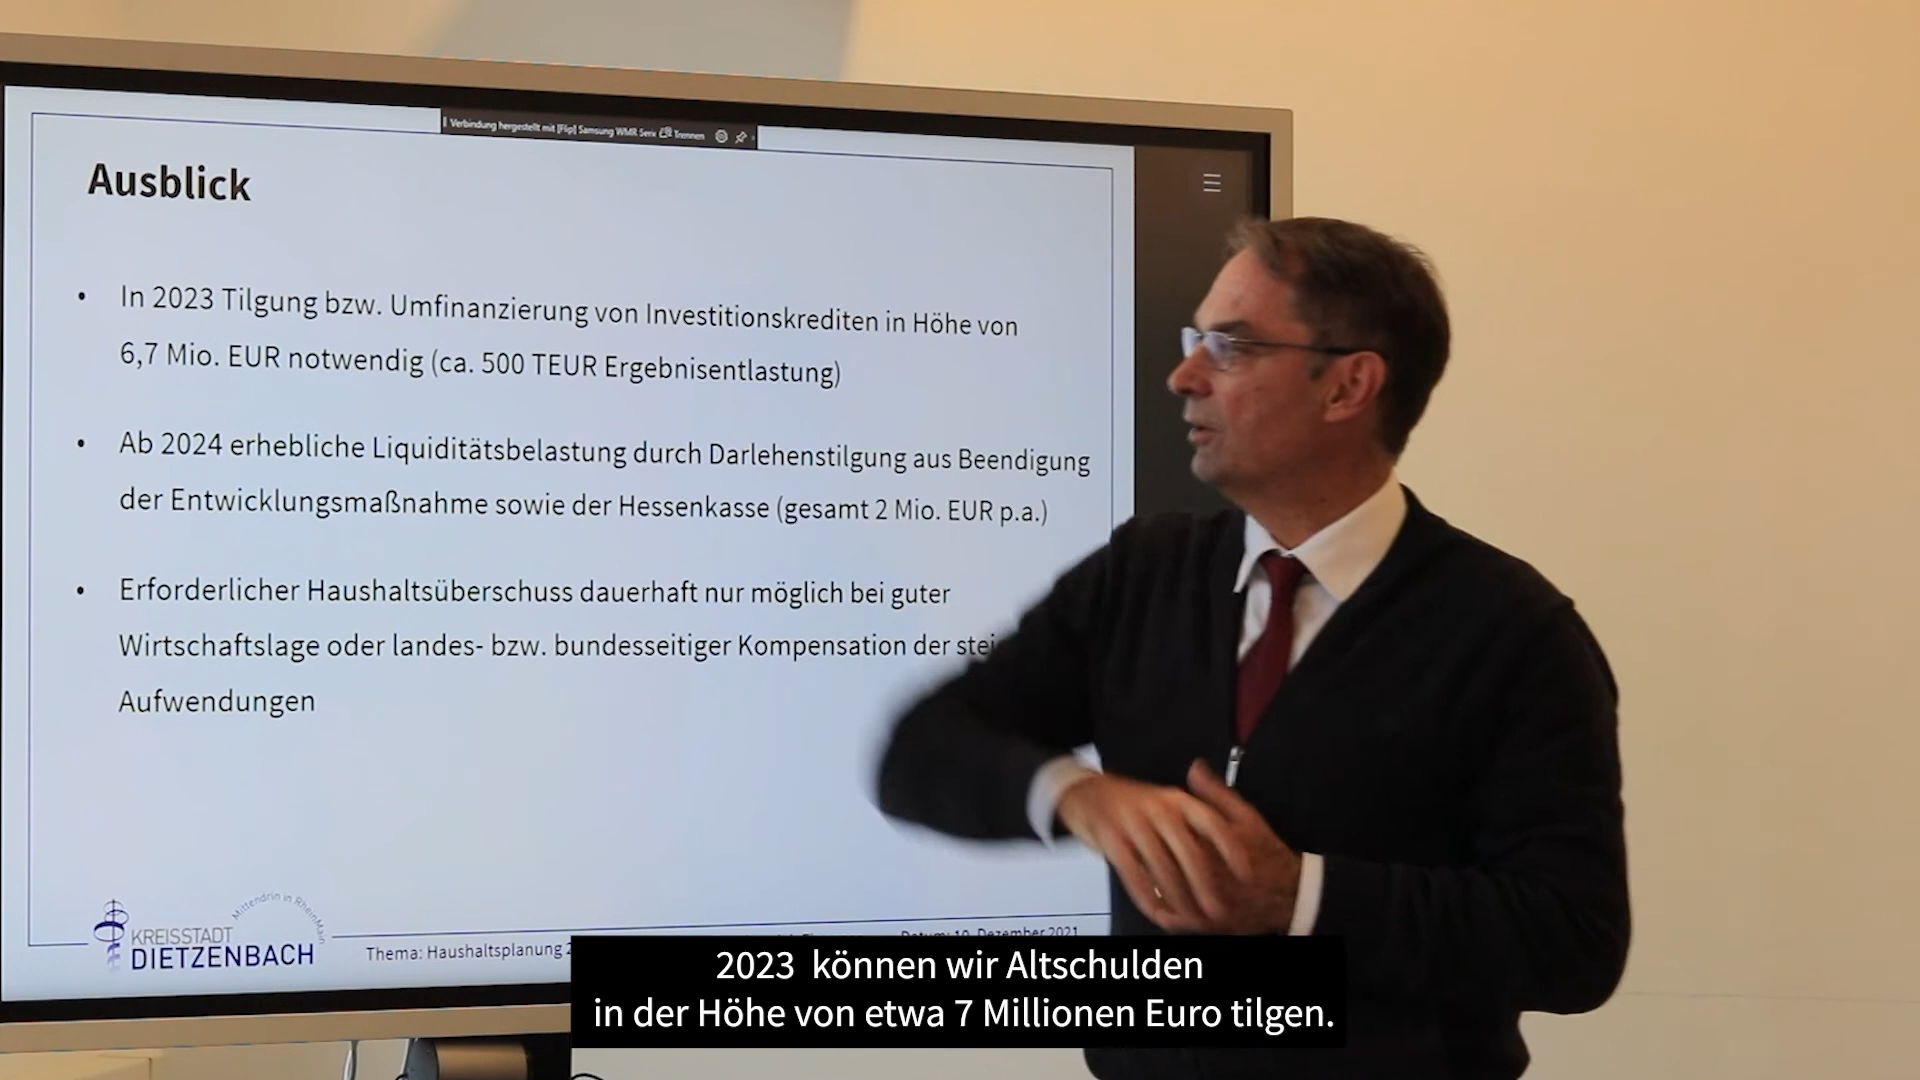 Verbindung hergestellt mit [Flip] Samsung WMR Serie Trennen
Ausblick
• In 2023 Tilgung bzw. Umfinanzierung von Investitionskrediten in Höhe von
6,7 Mio. EUR notwendig (ca. 500 TEUR Ergebnisentlastung)
• Ab 2024 erhebliche Liquiditätsbelastung durch Darlehenstilgung aus Beendigung
der Entwicklungsmaßnahme sowie der Hessenkasse (gesamt 2 Mio. EUR p.a.)
• Erforderlicher Haushaltsüberschuss dauerhaft nur möglich bei guter
Wirtschaftslage oder landes- bzw. bundesseitiger Kompensation der
Aufwendungen
Mittendrin in RheinMain
KREISSTADT
DIETZENBACH
Thema: Haushaltsplanung
Datum: 10. Dezember 2021
2023 können wir Altschulden
in der Höhe von etwa 7 Millionen Euro tilgen.